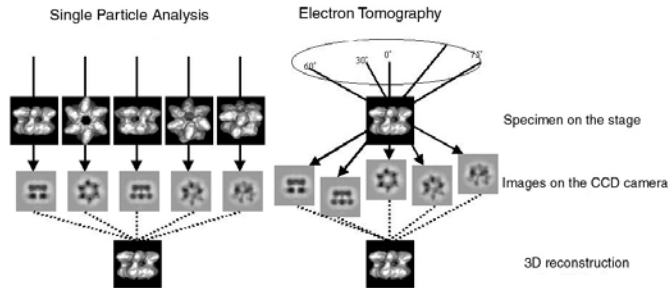 Single Particle Analysis
Electron Tomography
60°
30°
0°
75°
Specimen on the stage
Images on the CCD camera
3D reconstruction